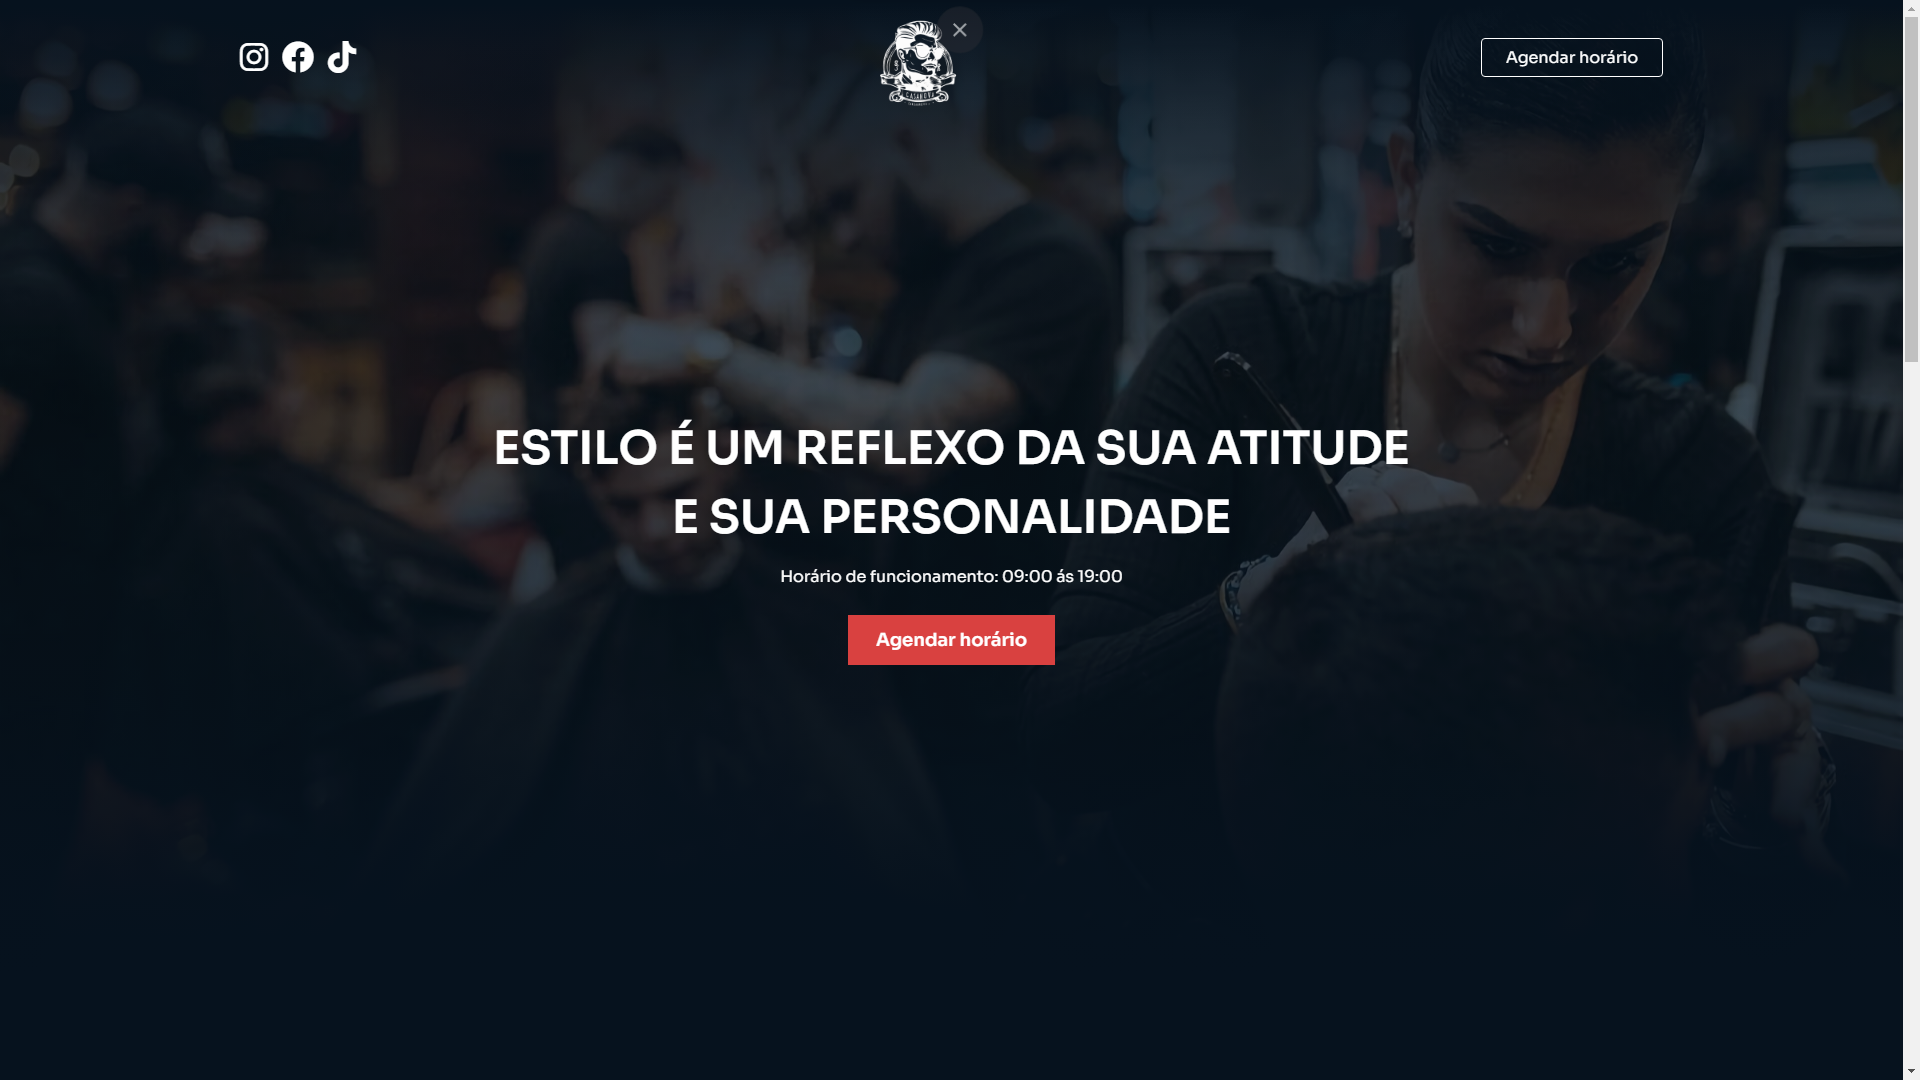 Agendar horário
ESTILO É UM REFLEXO DA SUA ATITUDE
E SUA PERSONALIDADE
Horário de funcionamento: 09:00 ás 19:00
Agendar horário